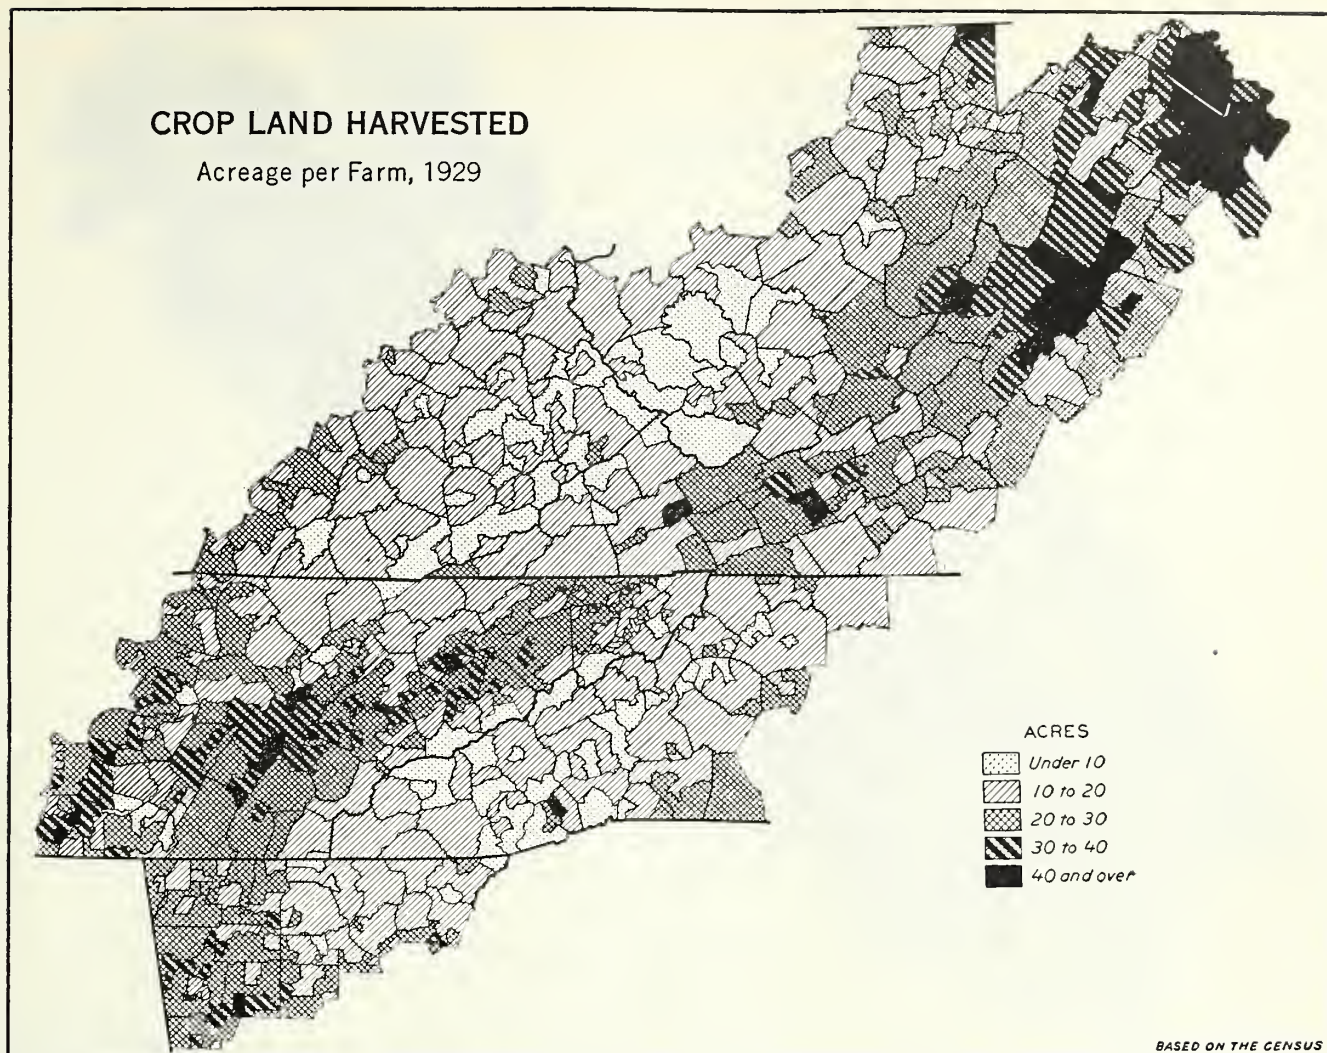 CROP LAND HARVESTED
Acreage per Farm, 1929
ACRES
Under 10
10 to 20
20 to 30
30 to 40
40 and over
BASED ON THE CENSUS